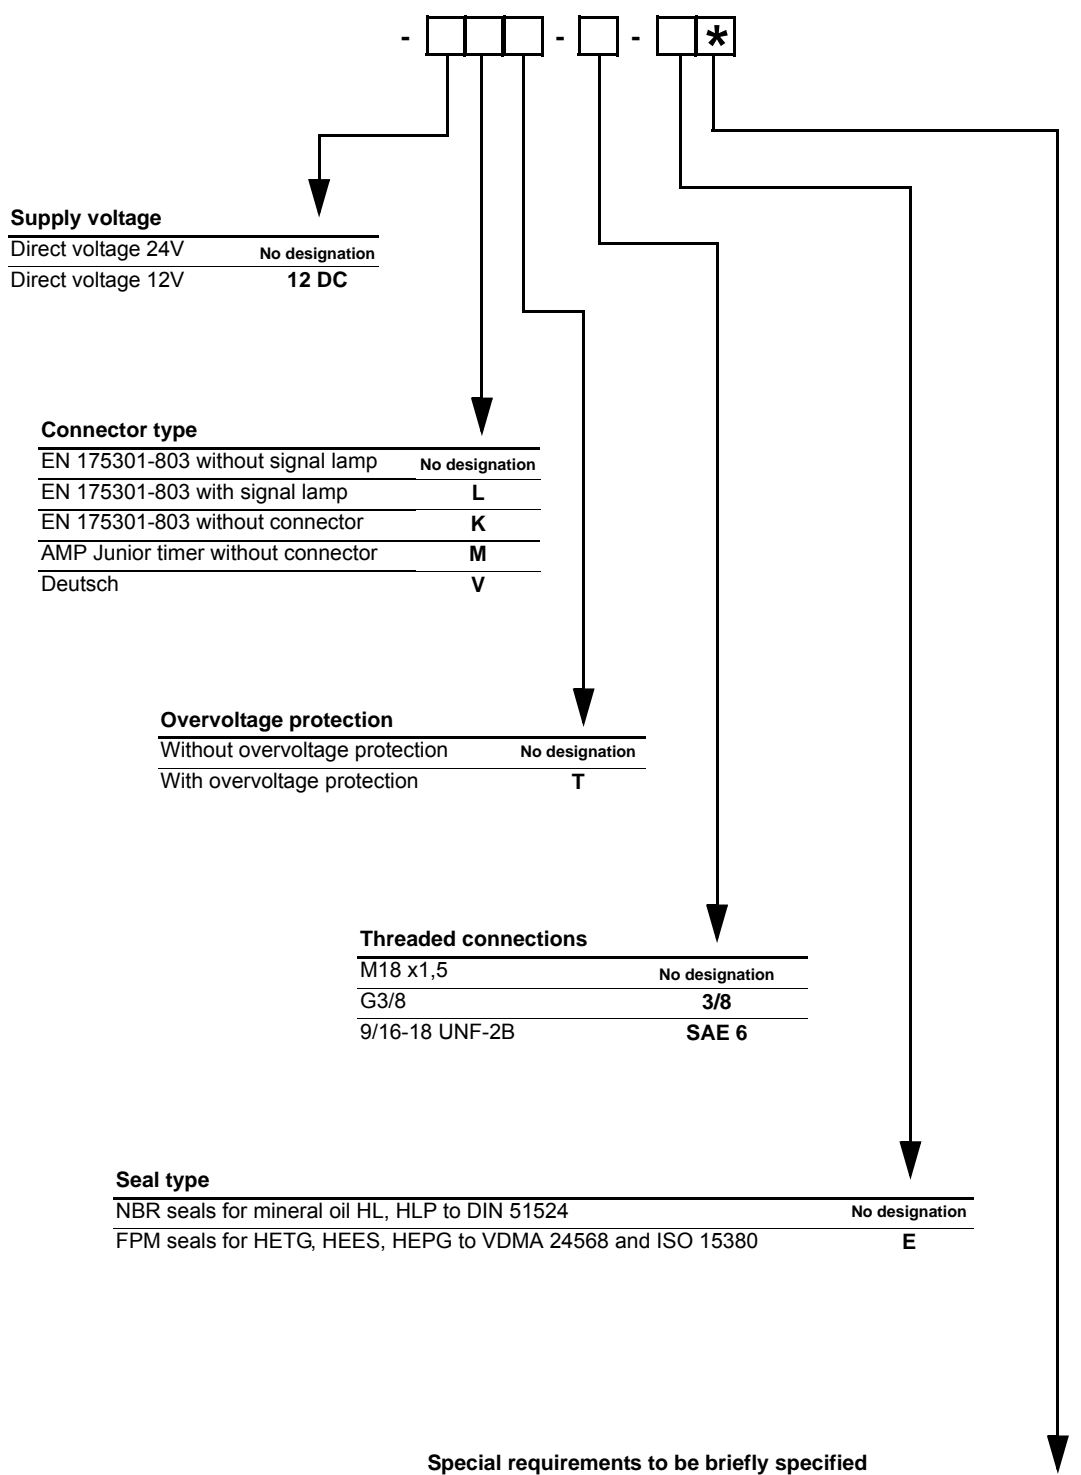 - - - *
Supply voltage
Direct voltage 24V No designation
Direct voltage 12V 12 DC
Connector type
EN 175301-803 without signal lamp No designation
EN 175301-803 with signal lamp L
EN 175301-803 without connector K
AMP Junior timer without connector M
Deutsch V
Overvoltage protection
Without overvoltage protection No designation
With overvoltage protection T
Threaded connections
M18 x1,5 No designation
G3/8 3/8
9/16-18 UNF-2B SAE 6
Seal type
NBR seals for mineral oil HL, HLP to DIN 51524 No designation
FPM seals for HETG, HEES, HEPG to VDMA 24568 and ISO 15380 E
Special requirements to be briefly specified